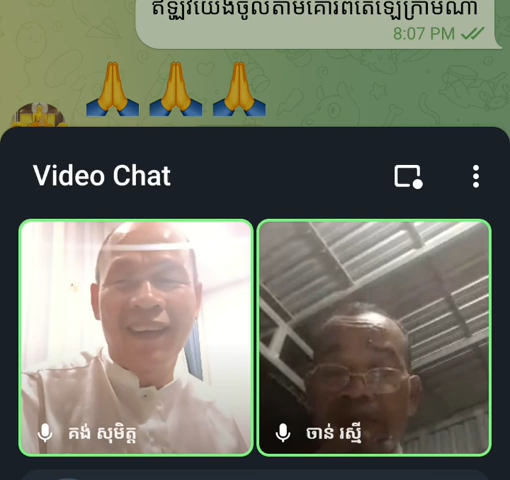 ឥឡូវយើងចូលតាមគោរពតេឡេក្រាមណា
8:07 PM
Video Chat
គង់ សុមិត្ត
ចាន់ រស្មី